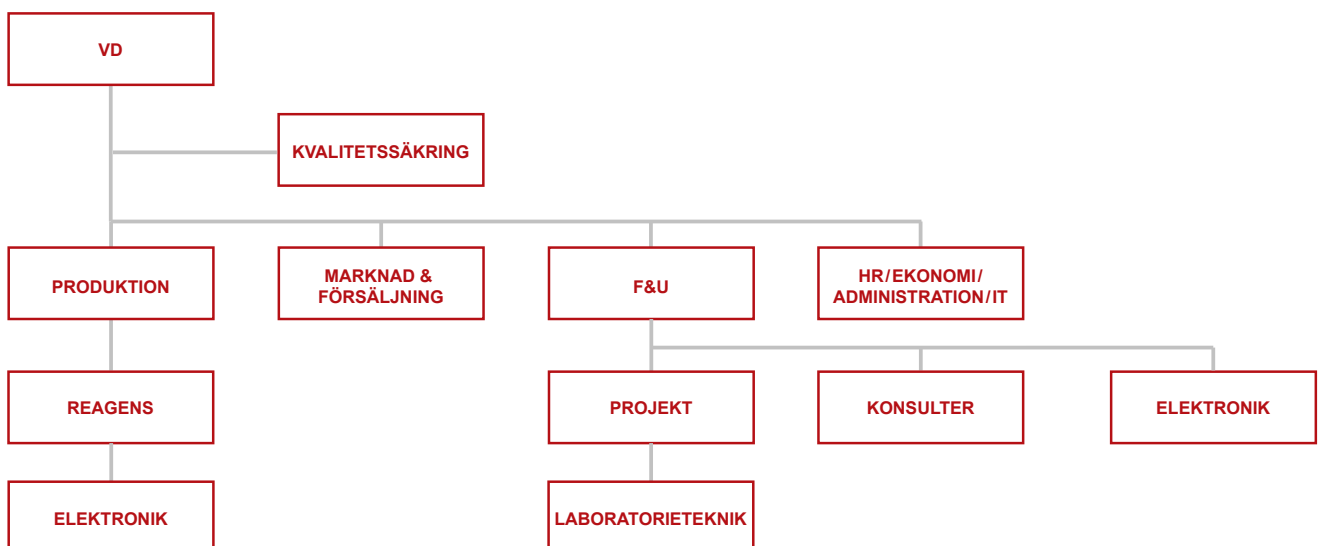 VD
KVALITETSSÄKRING
PRODUKTION
MARKNAD &
FÖRSÄLJNING
F&U
HR/EKONOMI/
ADMINISTRATION/IT
REAGENS
PROJEKT
KONSULTER
ELEKTRONIK
ELEKTRONIK
LABORATORIETEKNIK